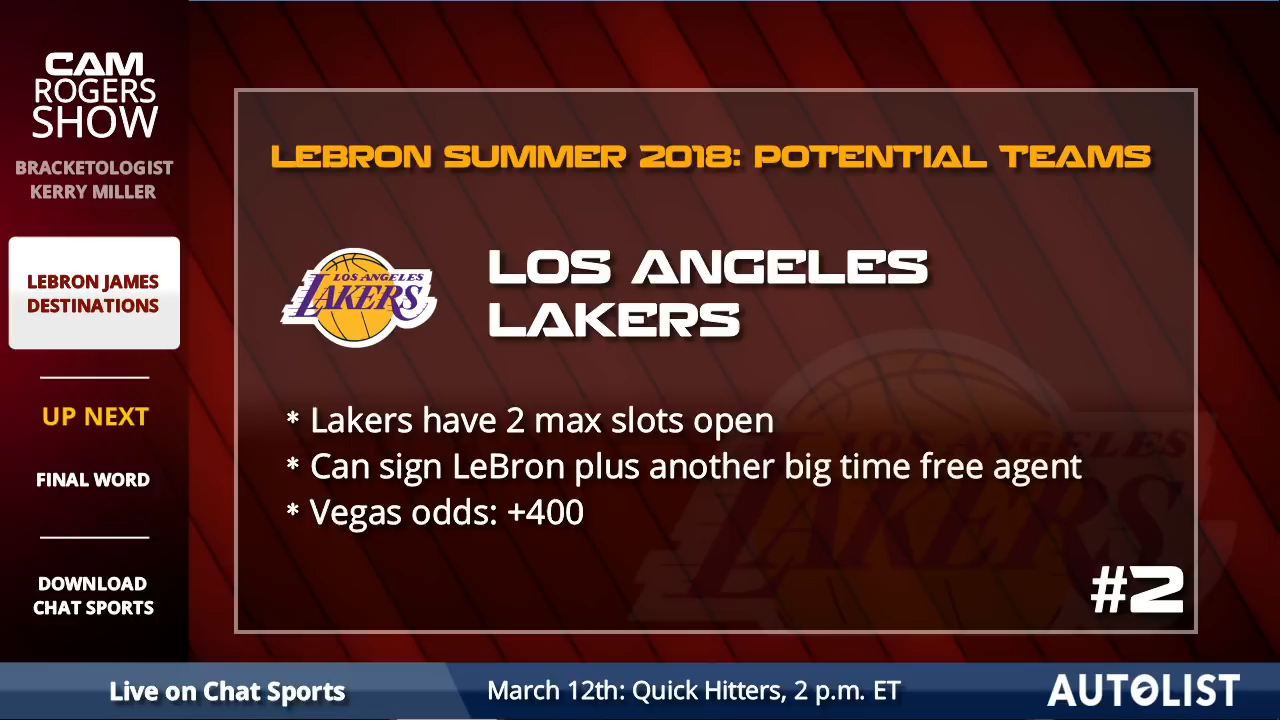 CAM
ROGERS
SHOW
BRACKETOLOGIST
KERRY MILLER
LEBRON JAMES
DESTINATIONS
UP NEXT
FINAL WORD
DOWNLOAD
CHAT SPORTS
LEBRON SUMMER 2018: POTENTIAL TEAMS
LOS ANGELES
LAKERS
LOS ANGELES
LAKERS
* Lakers have 2 max slots open
* Can sign LeBron plus another big time free agent
* Vegas odds: +400
LOS ANGELES
LAKERS
#2
Live on Chat Sports
March 12th: Quick Hitters, 2 p.m. ET
AUTOLIST